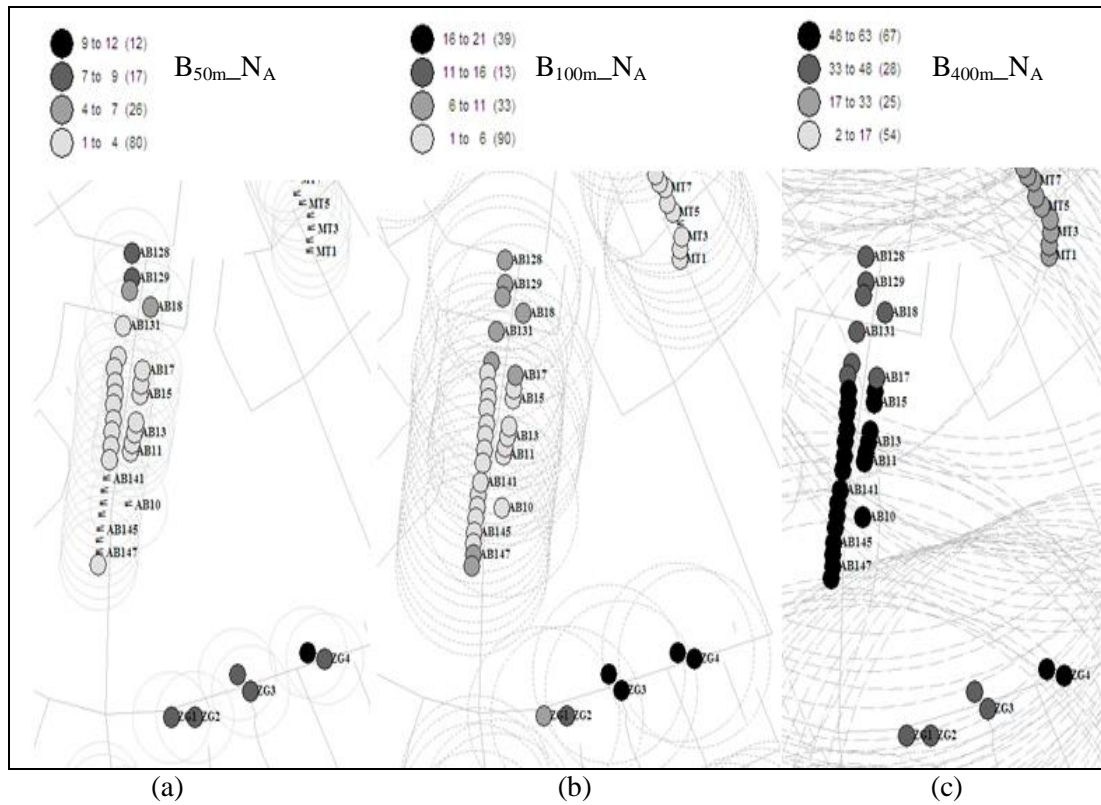 9 to 12 (12)
7 to 9 (17)
4 to 7 (26)
1 to 4 (80)
B50m_NA
16 to 21 (39)
11 to 16 (13)
6 to 11 (33)
1 to 6 (90)
B100m_NA
48 to 63 (67)
33 to 48 (28)
17 to 33 (25)
2 to 17 (54)
B400m_NA
MT5
MT3
MT1
AB128
AB129
AB18
AB131
AB17
AB15
AB13
AB11
AB141
AB10
AB145
AB147
ZG4
ZG3
ZG1 ZG2
MT7
MT5
MT3
MT1
AB128
AB129
AB18
AB131
AB17
AB15
AB13
AB11
AB141
AB10
AB145
AB147
ZG4
ZG3
ZG1 ZG2
MT7
MT5
MT3
MT1
AB128
AB129
AB18
AB131
AB17
AB15
AB13
AB11
AB141
AB10
AB145
AB147
ZG4
ZG3
ZG1 ZG2
(a) (b) (c)